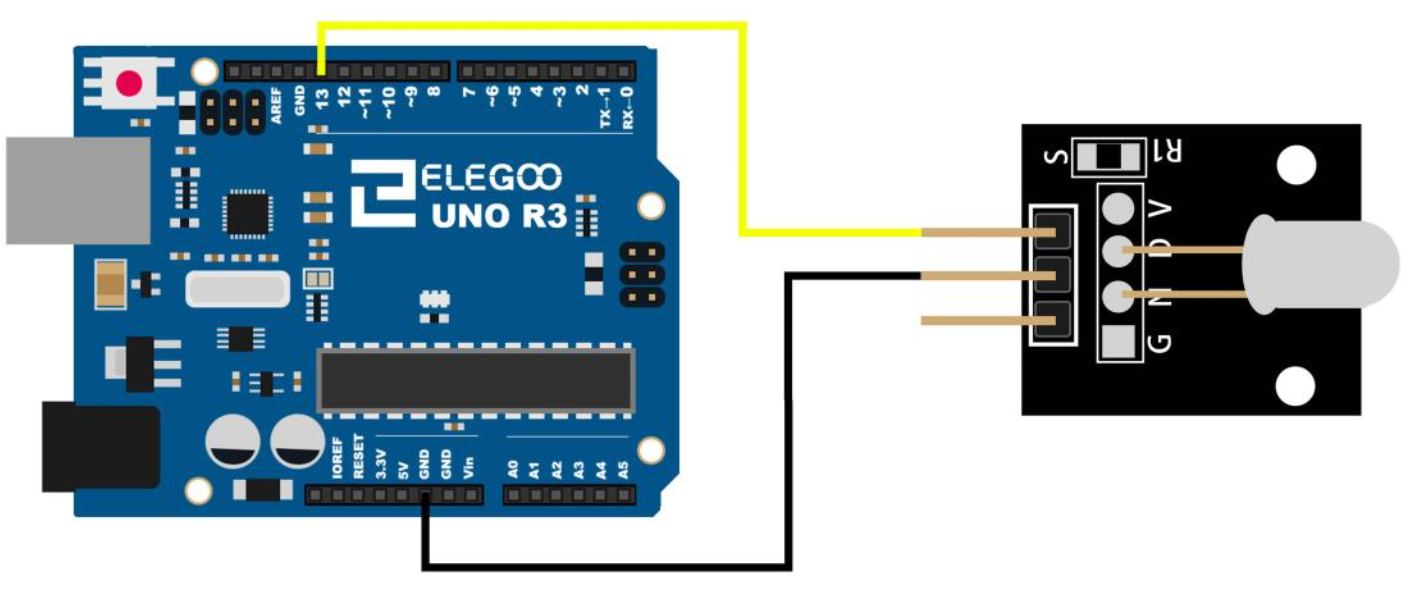 AREF
GND
13
12
~11
~10
~9
8
7
~6
~5
4
~3
2
TX→1
RX←0
ELEGOO
UNO R3
IOREF
RESET
3.3V
5V
GND
GND
Vin
A0
A1
A2
A3
A4
A5
S
R1
V
D
N
G